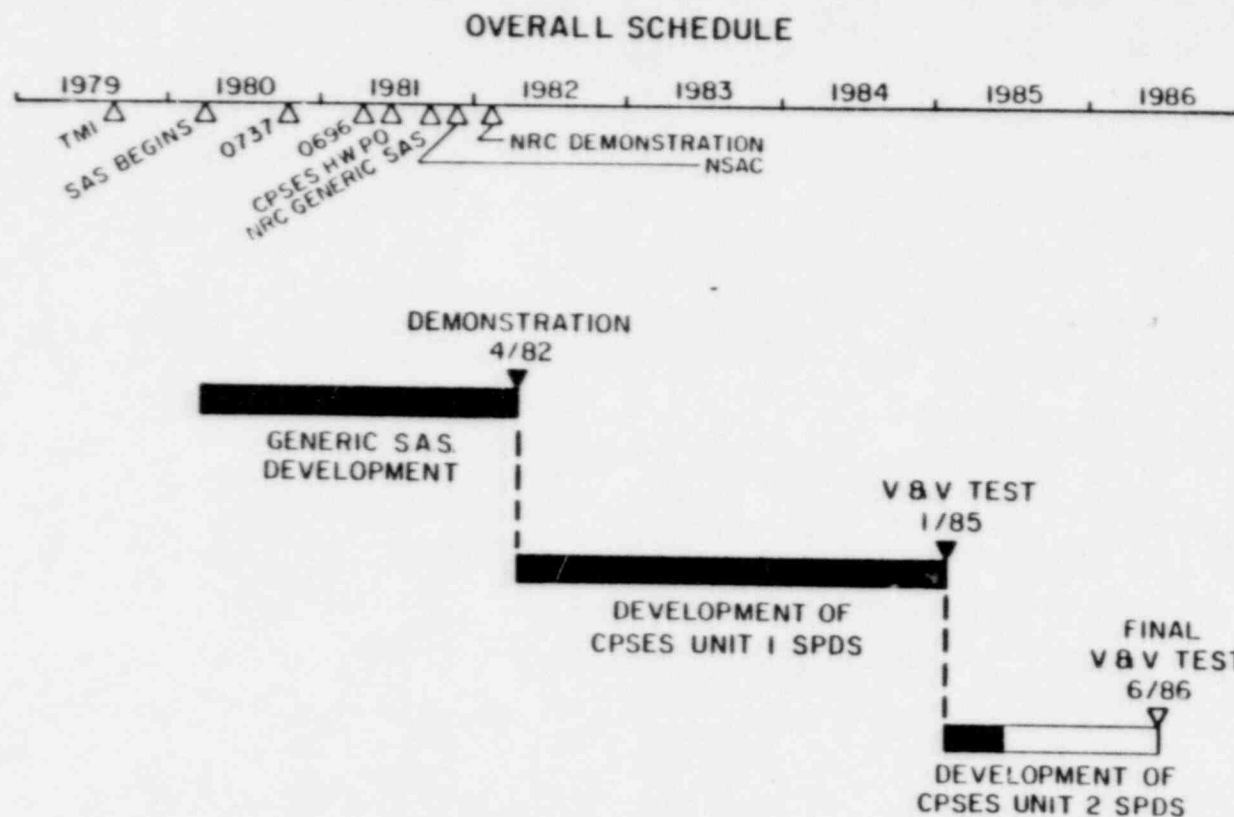 OVERALL SCHEDULE
1979 1980 1981 1982 1983 1984 1985 1986
TMI
SAS BEGINS
0737
0696
CPSES HW PO
NRC GENERIC SAS
NRC DEMONSTRATION
NSAC
DEMONSTRATION
4/82
GENERIC S.A.S.
DEVELOPMENT
V & V TEST
1/85
DEVELOPMENT OF
CPSES UNIT 1 SPDS
FINAL
V & V TEST
6/86
DEVELOPMENT OF
CPSES UNIT 2 SPDS